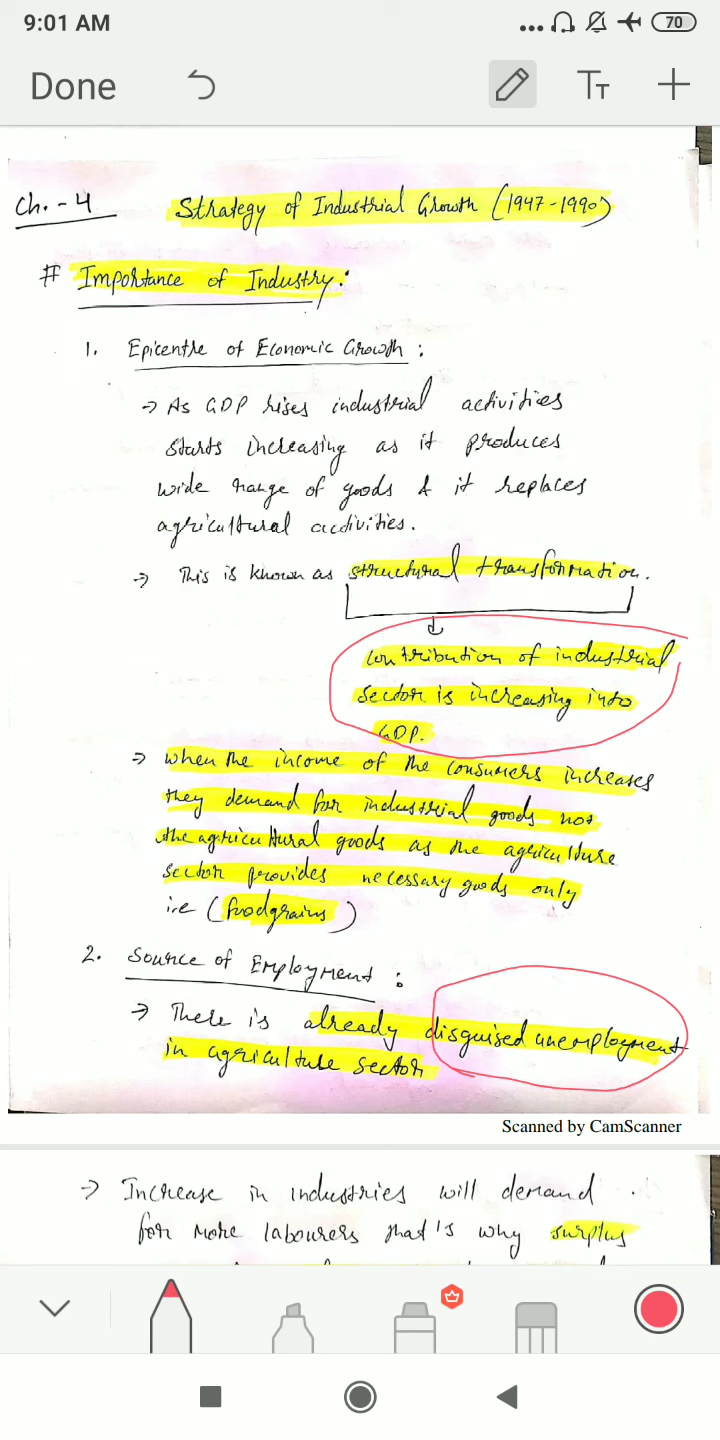 9:01 AM
70
Done
TT
Ch. - 4 Strategy of Industrial Growth (1947-1990)
# Importance of Industry:
1. Epicentre of Economic Growth :
→ As GDP rises industrial activities
starts increasing as it produces
wide range of goods & it replaces
agricultural activities.
→ This is known as structural transformation.
Contribution of industrial
sector is increasing into
GDP.
→ when the income of the consumers increases
they demand for industrial goods not
the agricultural goods as the agriculture
sector provides necessary goods only
i.e (foodgrains)
2. Source of Employment :
→ There is already disguised unemployment
in agriculture sector
Scanned by CamScanner
→ Increase in industries will demand
for more labourers that's why surplus